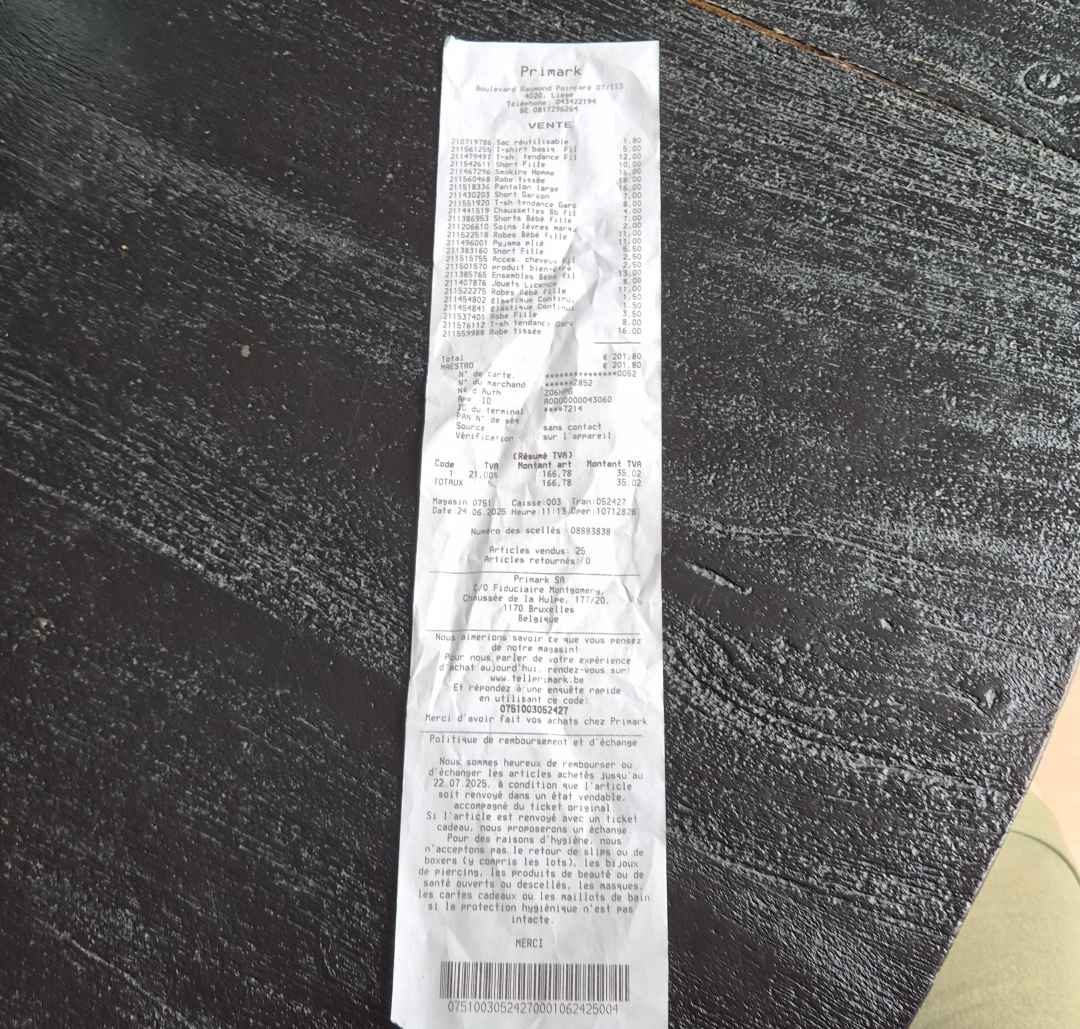 Primark
Boulevard Raymond Poincaré 07/113
4020, Liege
Téléphone: 043422194
BE 0817296264
VENTE
210719786 Sac réutilisable 1.80
211561255 T-shirt basiq. Fil 5.00
211479497 T-sh. tendance Fil 12.00
211542611 Short Fille 10.00
211467296 Smoking Homme
211560468 Robe tissée
211518336 Pantalon large 16.00
211430203 Short Garçon 7.00
211551920 T-sh tendance Garç 8.00
211441519 Chaussettes Bb fil 4.00
211386953 Shorts Bébé fille 7.00
211206610 Soins lèvres marq 2.00
211522518 Robes Bébé fille 11.00
211496001 Pyjama plié 11.00
211383160 Short Fille 5.50
211515755 Acces. cheveux Fil 2.50
211501570 produit bien-être 2.50
211385765 Ensembles Bébé fil 13.00
211407876 Jouets Licence 8.00
211522275 Robes Bébé fille 11.00
211454802 Elastique Continui 1.50
211454841 Elastique Continui 1.50
211537401 Robe Fille 3.50
211576112 T-sh tendance Garç 8.00
211559988 Robe tissée 16.00
Total € 201.80
MAESTRO € 201.80
N° de carte. ***************0052
N° du marchand ******2852
N° d'Auth 206HPG
App ID A0000000043060
ID du terminal ****7214
PAN N° de sé
Source sans contact
Vérification sur l'appareil
(Résumé TVA)
Code TVA Montant art Montant TVA
1 21.00% 166.78 35.02
TOTAUX 166.78 35.02
Magasin 0751 Caisse:003 Tran:052427
Date:24.06.2025 Heure:11:13 Oper:10712828
Numéro des scellés: 08883838
Articles vendus: 25
Articles retournés: 0
Primark SA
C/O Fiduciaire Montgomery,
Chaussée de la Hulpe, 177/20,
1170 Bruxelles
Belgique
Nous aimerions savoir ce que vous pensez
de notre magasin!
Pour nous parler de votre expérience
d'achat aujourd'hui, rendez-vous sur:
www.tellprimark.be
Et répondez à une enquête rapide
en utilisant ce code:
0751003052427
Merci d'avoir fait vos achats chez Primark
Politique de remboursement et d'échange
Nous sommes heureux de rembourser ou
d'échanger les articles achetés jusqu'au
22.07.2025, à condition que l'article
soit renvoyé dans un état vendable,
accompagné du ticket original.
Si l'article est renvoyé avec un ticket
cadeau, nous proposerons un échange.
Pour des raisons d'hygiène, nous
n'acceptons pas le retour de slips ou de
boxers (y compris les lots), les bijoux
de piercing, les produits de beauté ou de
santé ouverts ou descellés, les masques,
les cartes cadeaux ou les maillots de bain
si la protection hygiénique n'est pas
intacte.
MERCI
07510030524270001062425004